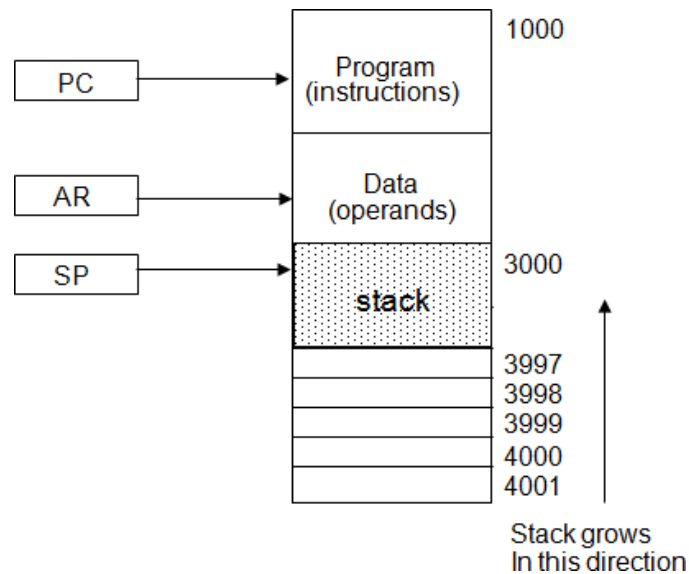 1000
PC
Program
(instructions)
AR
Data
(operands)
SP
3000
stack
3997
3998
3999
4000
4001
Stack grows
In this direction